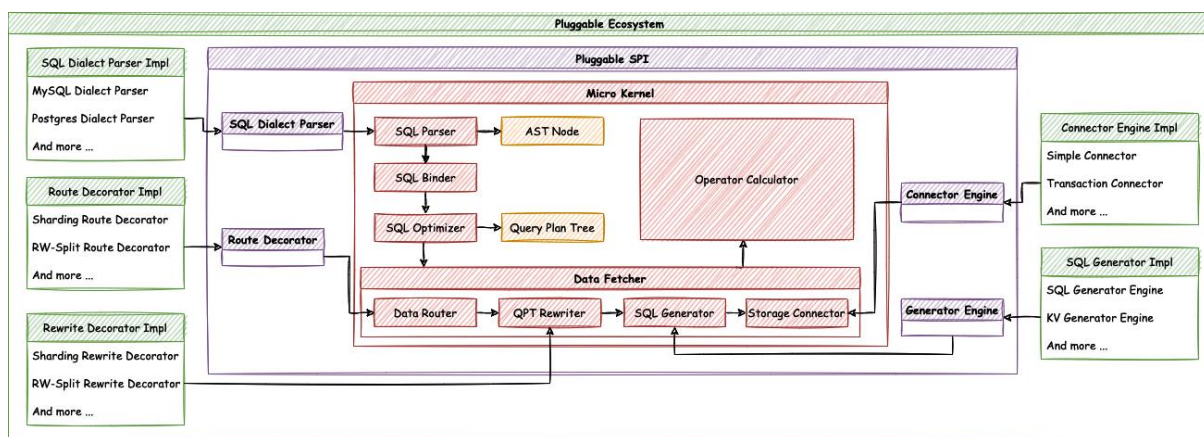 Pluggable Ecosystem
SQL Dialect Parser Impl
MySQL Dialect Parser
Postgres Dialect Parser
And more ...
Route Decorator Impl
Sharding Route Decorator
RW-Split Route Decorator
And more ...
Rewrite Decorator Impl
Sharding Rewrite Decorator
RW-Split Rewrite Decorator
And more ...
Pluggable SPI
SQL Dialect Parser
Route Decorator
Micro Kernel
SQL Parser
AST Node
SQL Binder
SQL Optimizer
Query Plan Tree
Operator Calculator
Data Fetcher
Data Router
QPT Rewriter
SQL Generator
Storage Connector
Connector Engine
Generator Engine
Connector Engine Impl
Simple Connector
Transaction Connector
And more ...
SQL Generator Impl
SQL Generator Engine
KV Generator Engine
And more ...